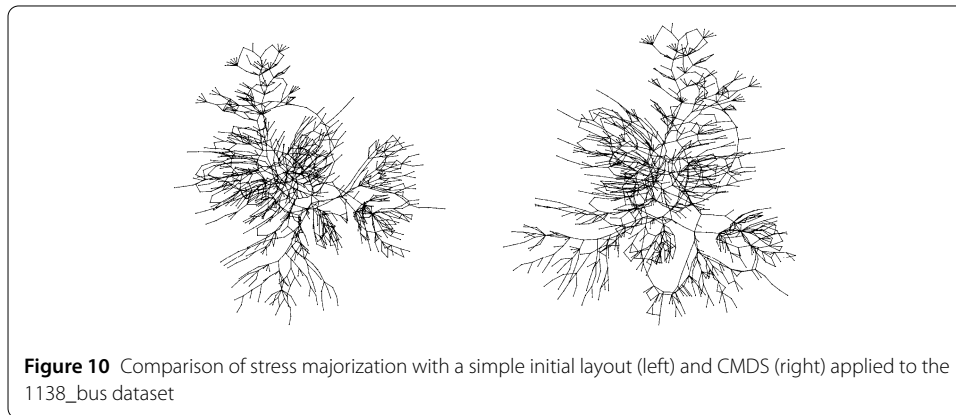 Figure 10 Comparison of stress majorization with a simple initial layout (left) and CMDS (right) applied to the
1138_bus dataset